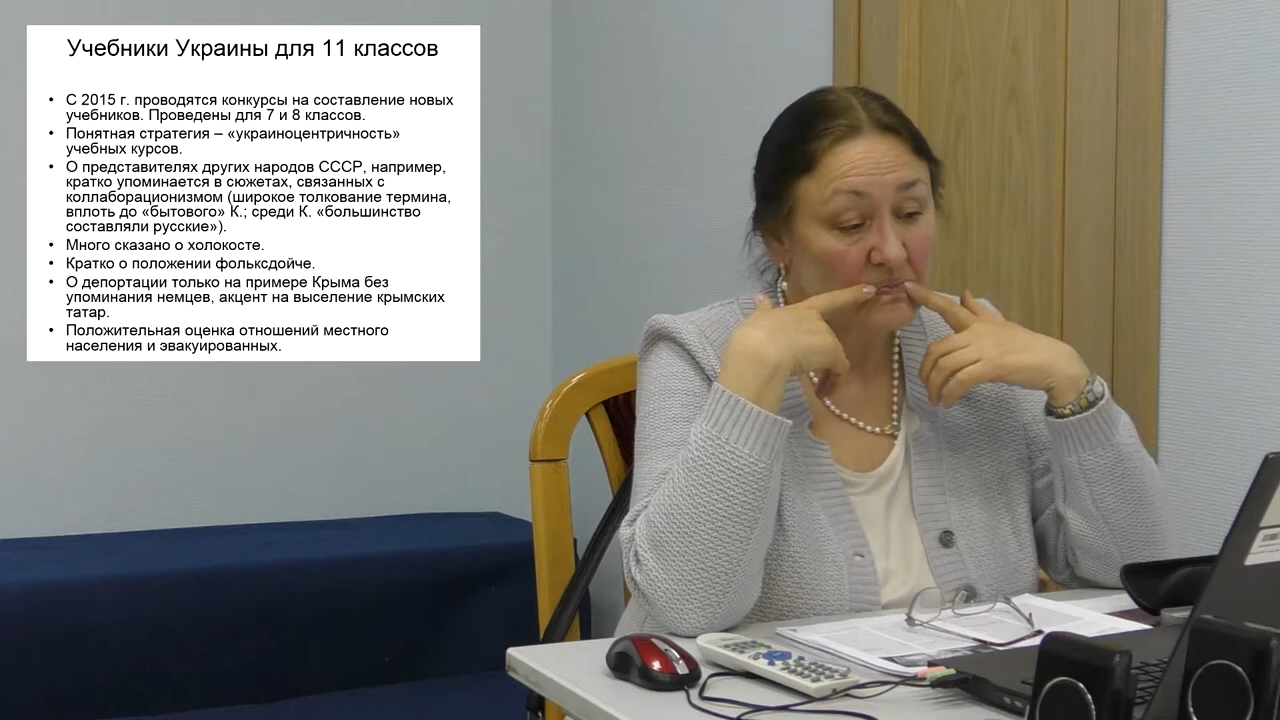 Учебники Украины для 11 классов
• С 2015 г. проводятся конкурсы на составление новых
учебников. Проведены для 7 и 8 классов.
• Понятная стратегия – «украиноцентричность»
учебных курсов.
• О представителях других народов СССР, например,
кратко упоминается в сюжетах, связанных с
коллаборационизмом (широкое толкование термина,
вплоть до «бытового» К.; среди К. «большинство
составляли русские»).
• Много сказано о холокосте.
• Кратко о положении фольксдойче.
• О депортации только на примере Крыма без
упоминания немцев, акцент на выселение крымских
татар.
• Положительная оценка отношений местного
населения и эвакуированных.